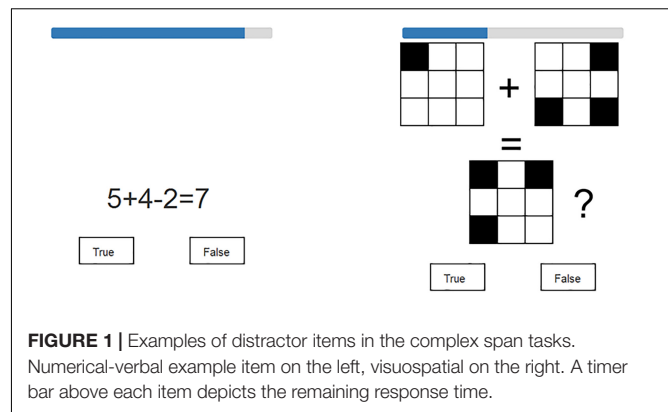 5+4-2=7
True False
+
=
?
True False
FIGURE 1 | Examples of distractor items in the complex span tasks.
Numerical-verbal example item on the left, visuospatial on the right. A timer
bar above each item depicts the remaining response time.